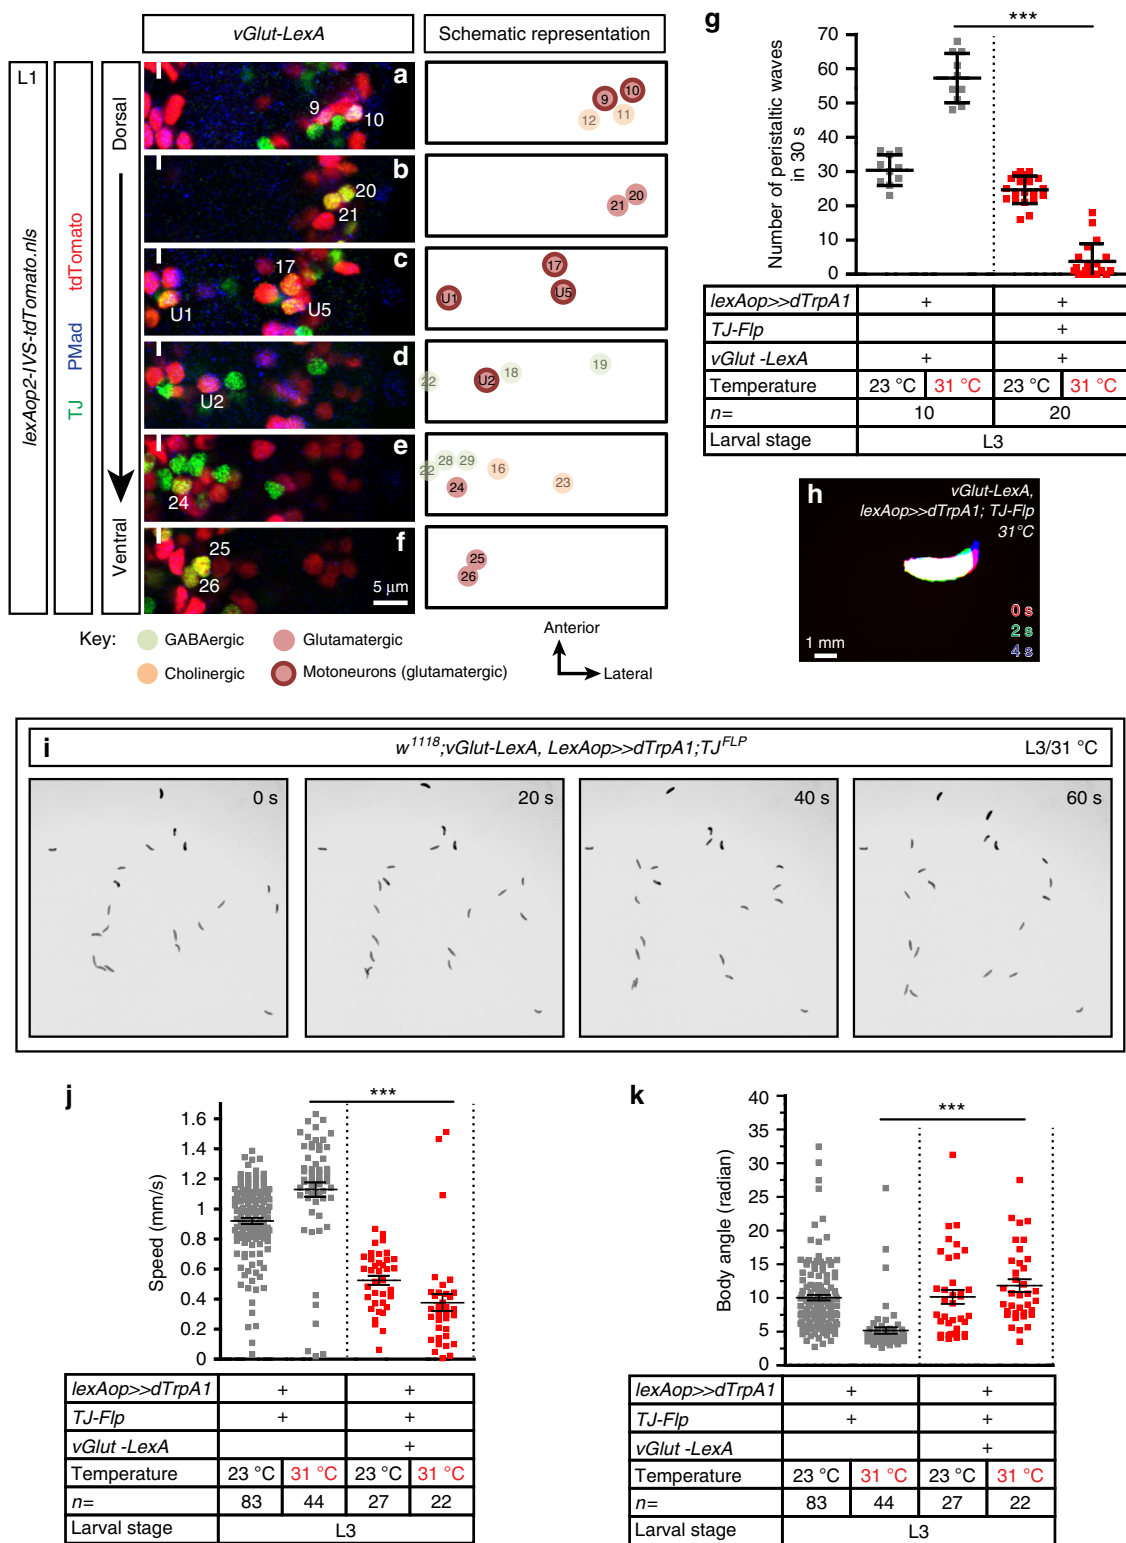 vGlut-LexA
Schematic representation
L1
lexAop2-IVS-tdTomato.nls
TJ PMad tdTomato
Dorsal
Ventral
a
9
10
9
10
12
11
b
20
21
21
20
c
17
U1
U5
17
U1
U5
d
U2
22
U2
18
19
e
24
22
28
29
16
23
24
f
25
26
5 µm
25
26
Key:
GABAergic
Glutamatergic
Cholinergic
Motoneurons (glutamatergic)
Anterior
Lateral
g
***
Number of peristaltic waves
in 30 s
70
60
50
40
30
20
10
0
lexAop>>dTrpA1 + +
TJ-Flp +
vGlut -LexA + +
Temperature 23 °C 31 °C 23 °C 31 °C
n= 10 20
Larval stage L3
h
vGlut-LexA,
lexAop>>dTrpA1; TJ-Flp
31°C
0 s
2 s
4 s
1 mm
i
w1118;vGlut-LexA, LexAop>>dTrpA1;TJFLP
L3/31 °C
0 s
20 s
40 s
60 s
j
***
Speed (mm/s)
1.6
1.4
1.2
1
0.8
0.6
0.4
0.2
0
lexAop>>dTrpA1 + +
TJ-Flp + +
vGlut -LexA +
Temperature 23 °C 31 °C 23 °C 31 °C
n= 83 44 27 22
Larval stage L3
k
***
Body angle (radian)
40
35
30
25
20
15
10
5
0
lexAop>>dTrpA1 + +
TJ-Flp + +
vGlut -LexA +
Temperature 23 °C 31 °C 23 °C 31 °C
n= 83 44 27 22
Larval stage L3